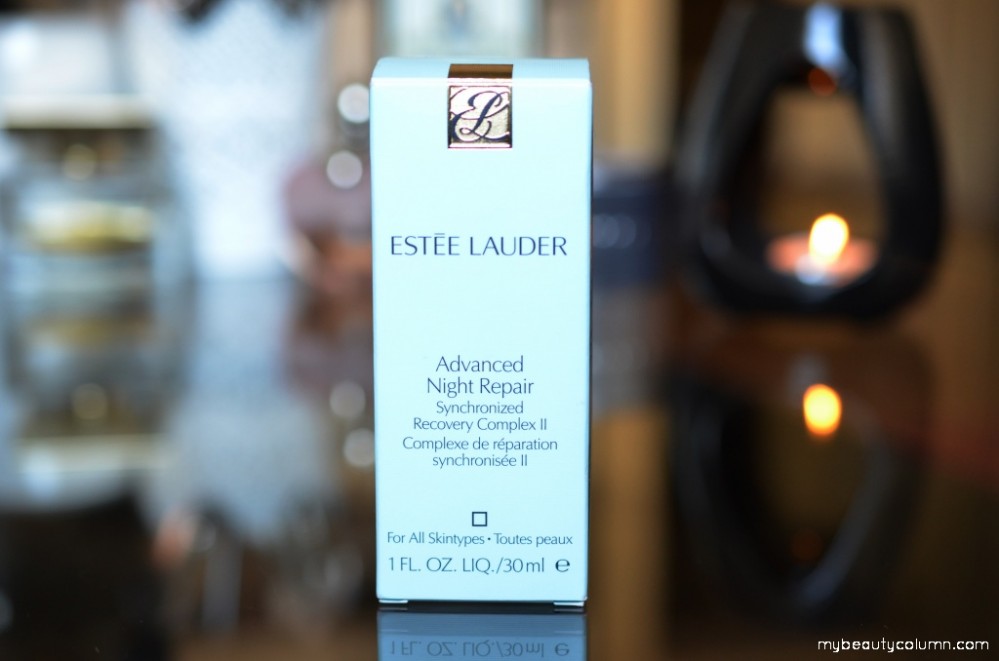 EL
ESTĒE LAUDER
Advanced
Night Repair
Synchronized
Recovery Complex II
Complexe de réparation
synchronisée II
For All Skintypes • Toutes peaux
1 FL. OZ. LIQ./30 ml ℮
mybeautycolumn.com